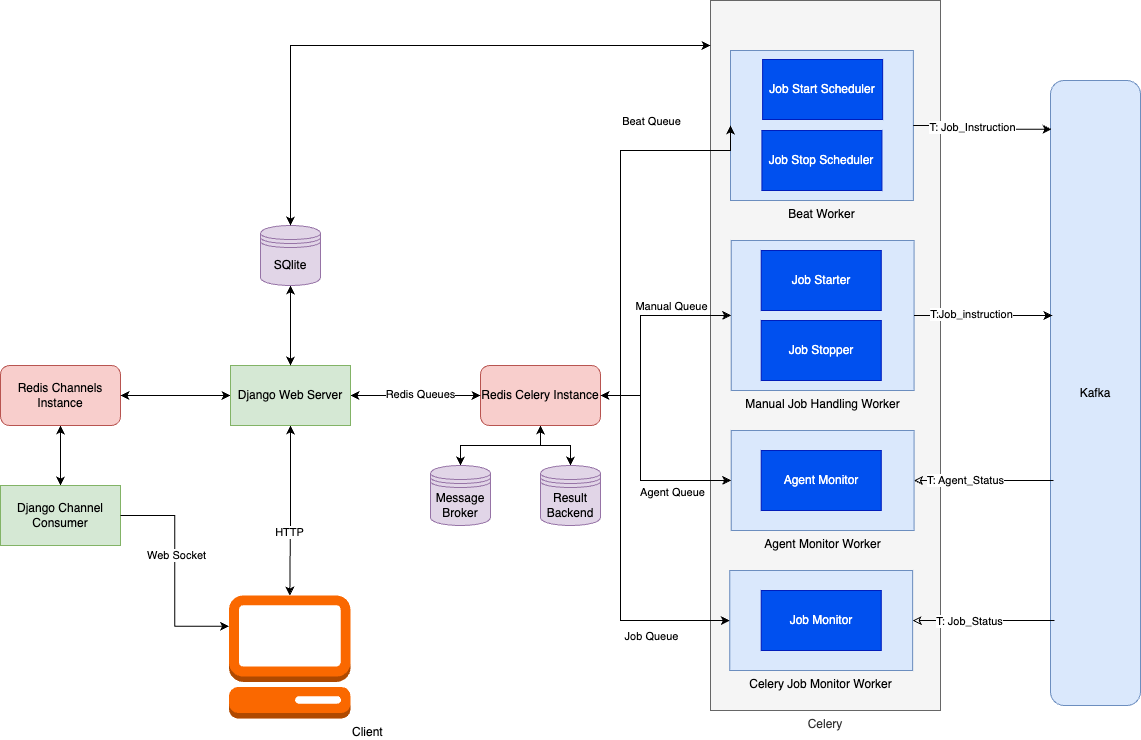 Job Start Scheduler
Beat Queue
T: Job_Instruction
Job Stop Scheduler
Beat Worker
SQlite
Job Starter
Manual Queue
T:Job_instruction
Job Stopper
Redis Channels
Instance
Django Web Server
Redis Queues
Redis Celery Instance
Manual Job Handling Worker
Kafka
Message
Broker
Result
Backend
Agent Queue
Agent Monitor
T: Agent_Status
Agent Monitor Worker
Django Channel
Consumer
HTTP
Web Socket
Job Monitor
T: Job_Status
Job Queue
Celery Job Monitor Worker
Celery
Client